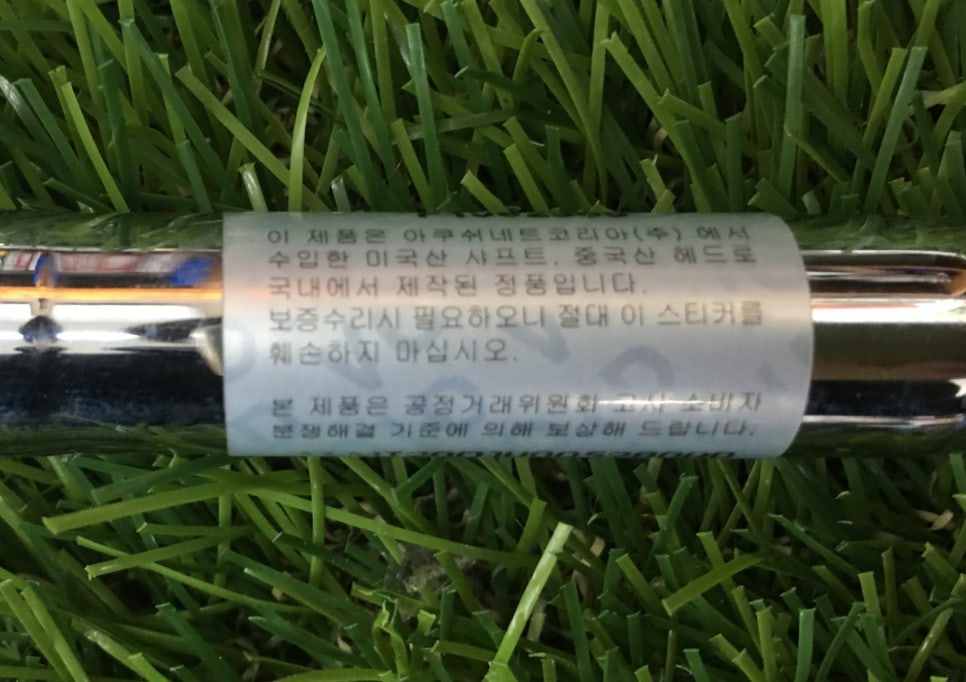 이 제품은 아쿠쉬네트코리아(주) 에서
수입한 미국산 샤프트, 중국산 헤드로
국내에서 제작된 정품입니다.
보증수리시 필요하오니 절대 이 스티커를
훼손하지 마십시오.
본 제품은 공정거래위원회 고시 소비자
분쟁해결 기준에 의해 보상해 드립니다.